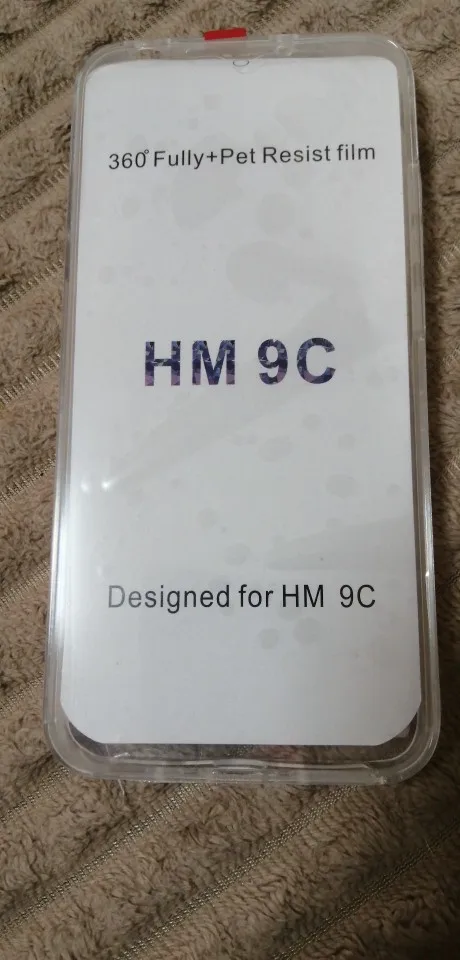 360°Fully+Pet Resist film
HM 9C
Designed for HM 9C